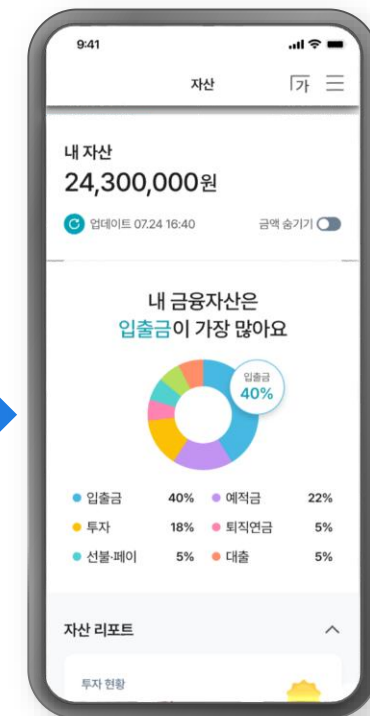 9:41
자산
가
내 자산
24,300,000원
업데이트 07.24 16:40 금액 숨기기
내 금융자산은
입출금이 가장 많아요
입출금
40%
입출금 40% 예적금 22%
투자 18% 퇴직연금 5%
선불·페이 5% 대출 5%
자산 리포트
투자 현황